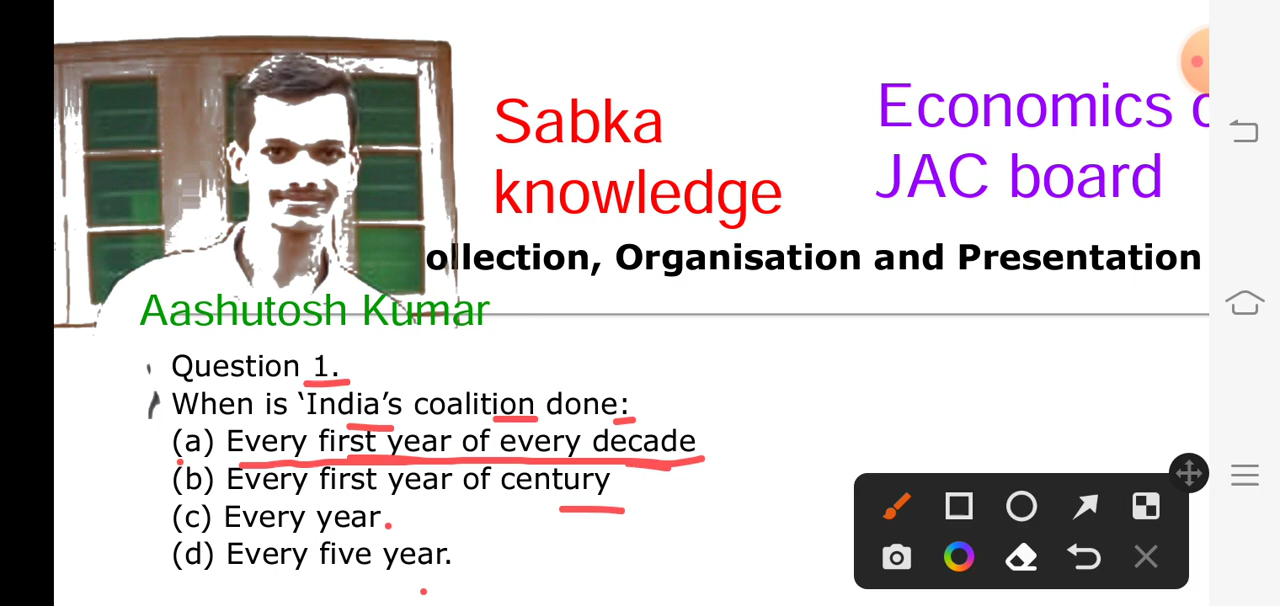 Sabka
knowledge
Economics
JAC board
ollection, Organisation and Presentation
Aashutosh Kumar
Question 1.
When is ‘India’s coalition done:
(a) Every first year of every decade
(b) Every first year of century
(c) Every year
(d) Every five year.